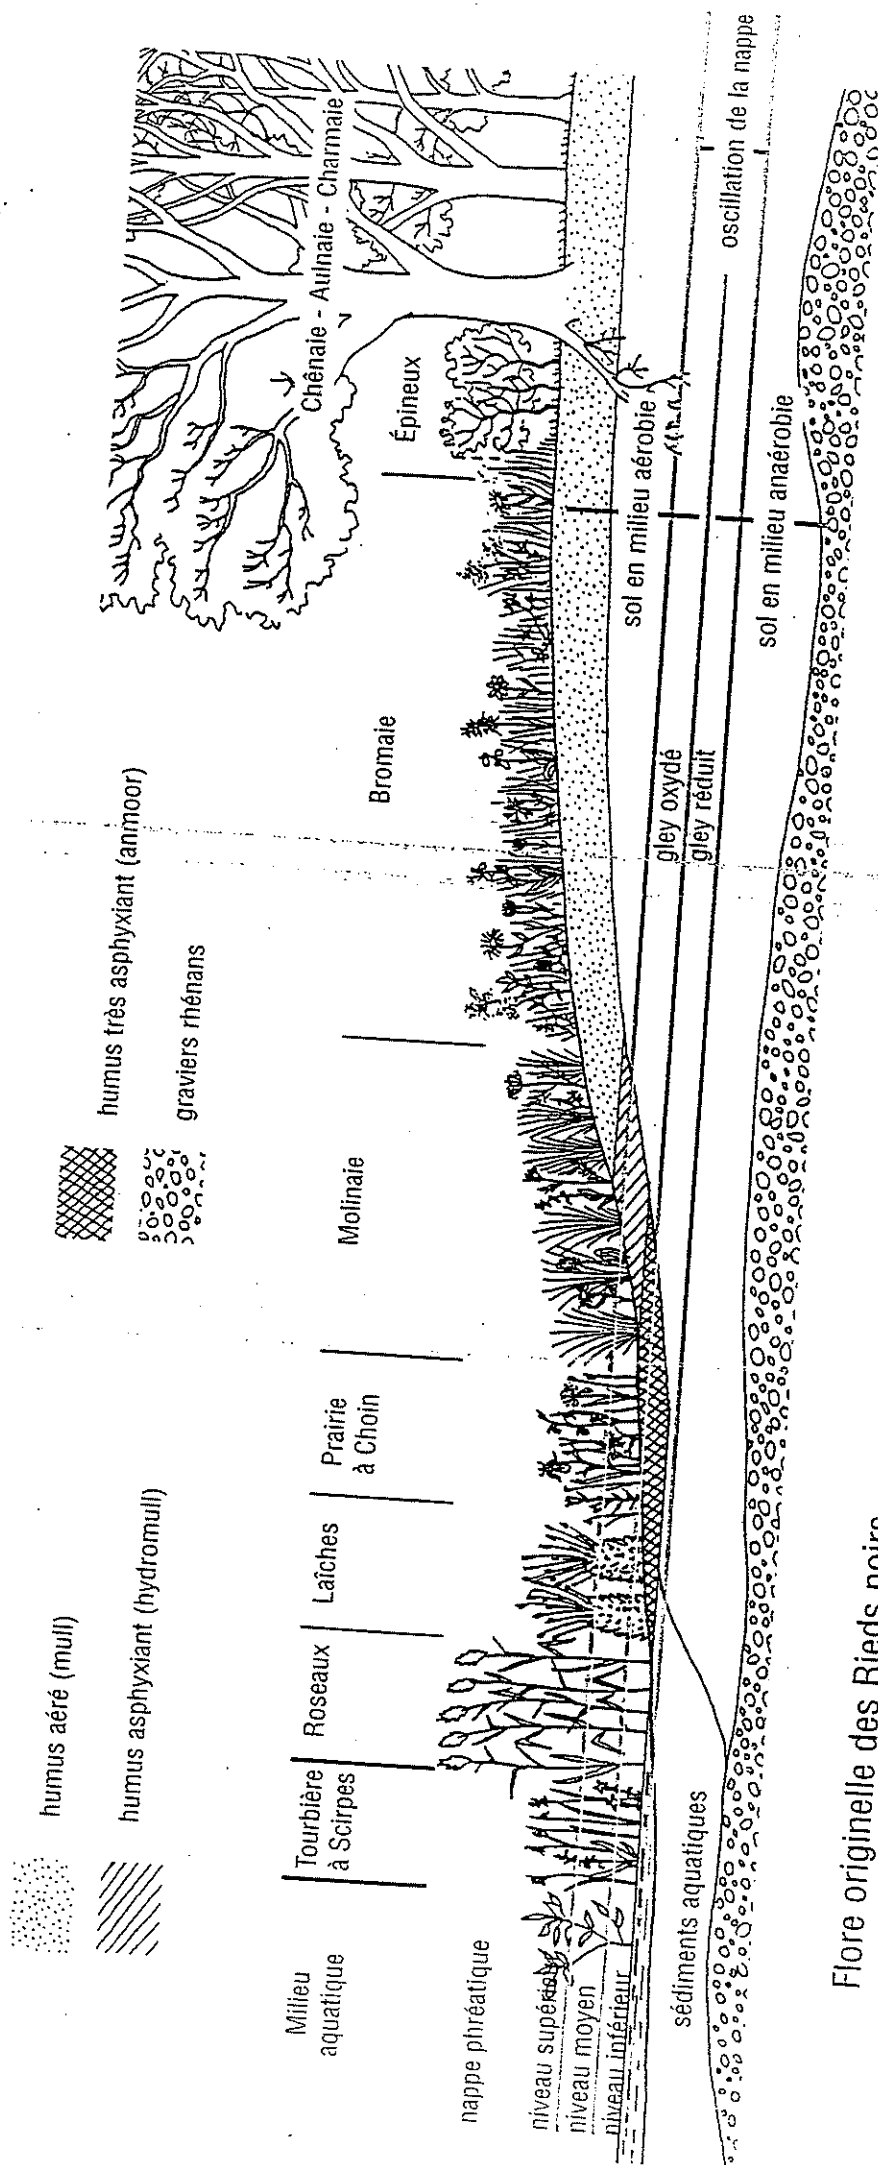 humus aéré (mull)
humus asphyxiant (hydromull)
humus très asphyxiant (anmoor)
graviers rhénans
Milieu
aquatique
Tourbière
à Scirpes
Roseaux
Laîches
Prairie
à Choin
Molinaie
Bromaie
Épineux
Chênaie - Aulnaie - Charmaie
nappe phréatique
niveau supérieur
niveau moyen
niveau inférieur
sédiments aquatiques
gley oxydé
gley réduit
sol en milieu aérobie
sol en milieu anaérobie
oscillation de la nappe
Flore originelle des Rieds noirs